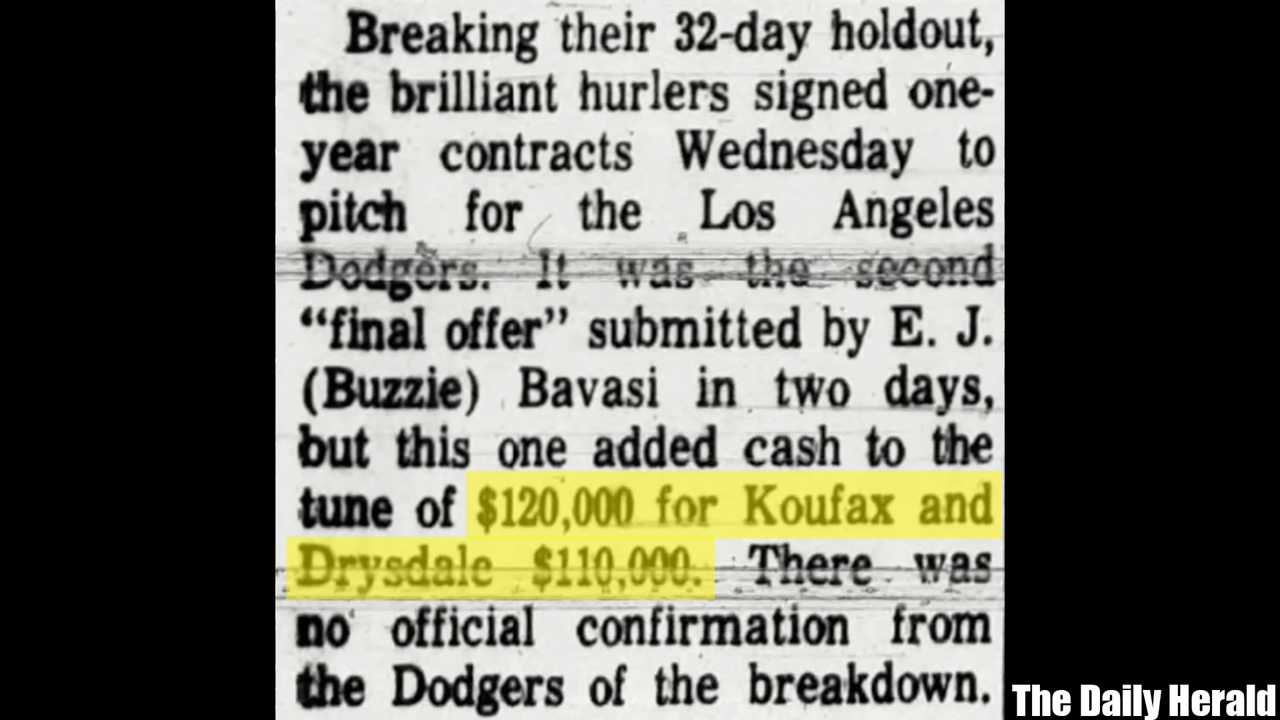 Breaking their 32-day holdout,
the brilliant hurlers signed one-
year contracts Wednesday to
pitch for the Los Angeles
Dodgers. It was the second
“final offer” submitted by E. J.
(Buzzie) Bavasi in two days,
but this one added cash to the
tune of $120,000 for Koufax and
Drysdale $110,000. There was
no official confirmation from
the Dodgers of the breakdown.
The Daily Herald